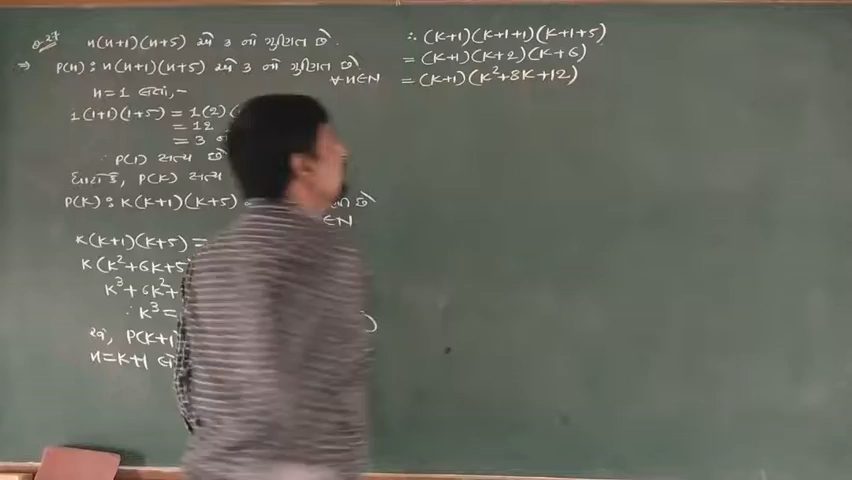 Q.27 n(n+1)(n+5) એ 3 નો ગુણિત છે.
⇒ P(n) : n(n+1)(n+5) એ 3 નો ગુણિત છે.
∀ n∈N
n=1 લેતાં,-
1(1+1)(1+5) = 1(2)(
= 12
= 3 નો
∴ P(1) સત્ય છે
ધારો કે, P(k) સત્ય
P(k) : k(k+1)(k+5)
છે
∈N
k(k+1)(k+5) =
k(k²+6k+5)
k³+6k²+
∴ k³ =
હવે, P(k+1)
n=k+1 લેતાં
∴ (k+1)(k+1+1)(k+1+5)
= (k+1)(k+2)(k+6)
= (k+1)(k²+8k+12)